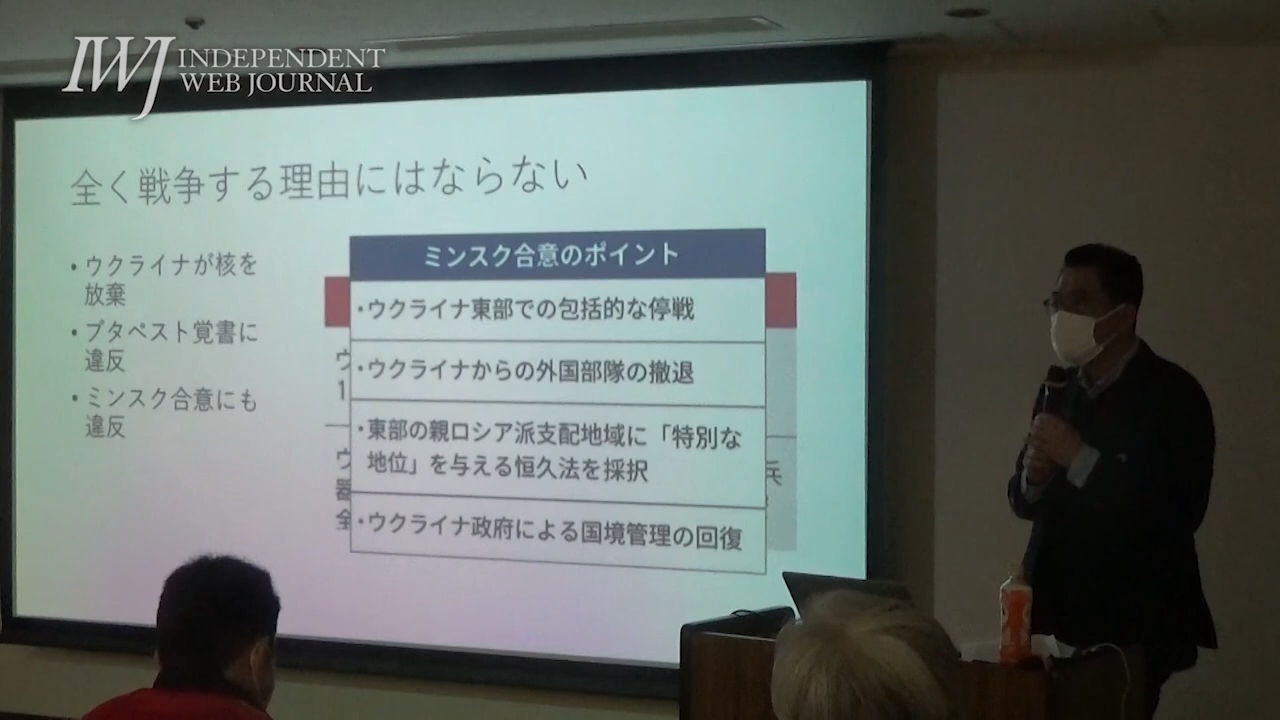 IWJ INDEPENDENT
WEB JOURNAL
全く戦争する理由にはならない
・ウクライナが核を
放棄
・ブタペスト覚書に
違反
・ミンスク合意にも
違反
ミンスク合意のポイント
・ウクライナ東部での包括的な停戦
・ウクライナからの外国部隊の撤退
・東部の親ロシア派支配地域に「特別な
地位」を与える恒久法を採択
・ウクライナ政府による国境管理の回復
ウ
1
ウ
器
全
兵